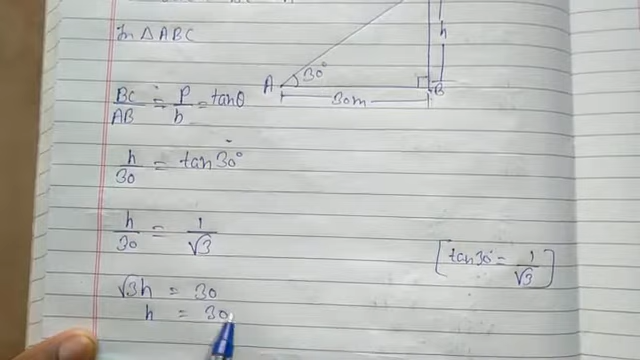 In △ABC
h
30°
A
B
30m
BC/AB = P/b = tanθ
h/30 = tan30°
h/30 = 1/√3
[tan30° = 1/√3]
√3h = 30
h = 30